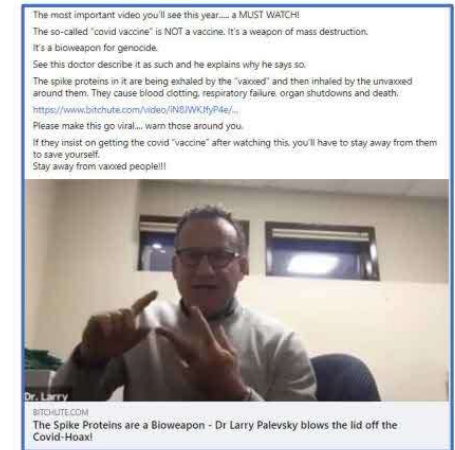 The most important video you'll see this year..... a MUST WATCH!
The so-called "covid vaccine" is NOT a vaccine. It's a weapon of mass destruction.
It's a bioweapon for genocide.
See this doctor describe it as such and he explains why he says so.
The spike proteins in it are being exhaled by the "vaxxed" and then inhaled by the unvaxxed
around them. They cause blood clotting, respiratory failure, organ shutdowns and death.
https://www.bitchute.com/video/
Please make this go viral.... warn those around you.
If they insist on getting the covid "vaccine" after watching this, you'll have to stay away from them
to save yourself.
Stay away from vaxxed people!!!
Dr. Larry
BITCHUTE.COM
The Spike Proteins are a Bioweapon - Dr Larry Palevsky blows the lid off the
Covid-Hoax!